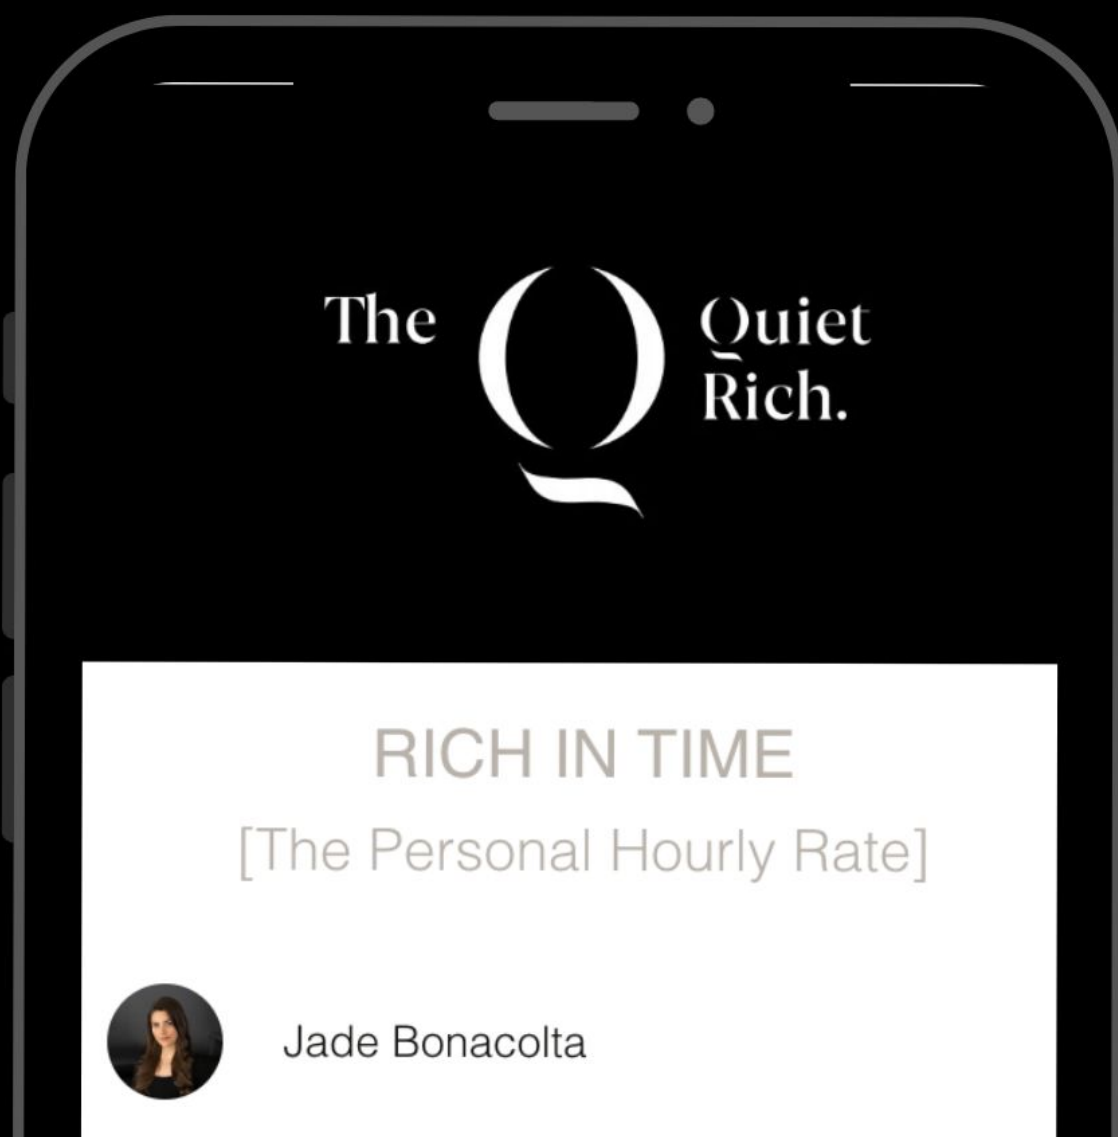 The
Quiet
Rich.
RICH IN TIME
[The Personal Hourly Rate]
Jade Bonacolta